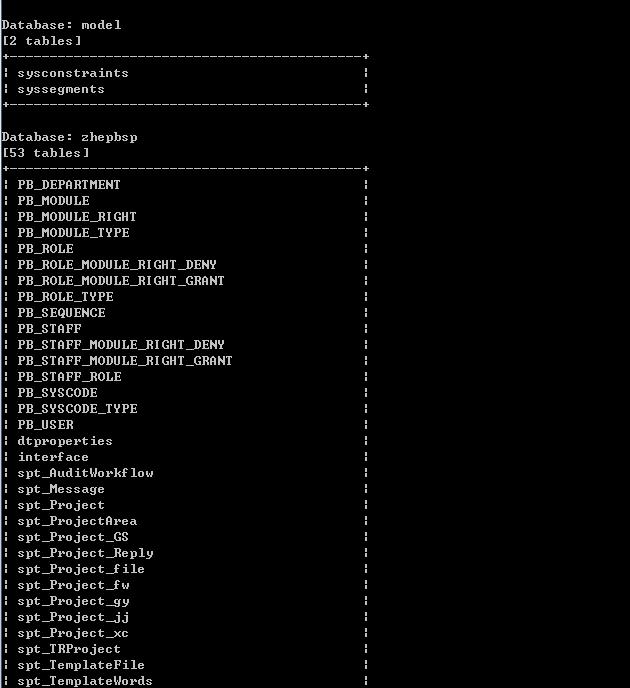 Database: model
[2 tables]
+---------------------------------------------+
¦ sysconstraints ¦
¦ syssegments ¦
+---------------------------------------------+
Database: zhepbsp
[53 tables]
+---------------------------------------------+
¦ PB_DEPARTMENT ¦
¦ PB_MODULE ¦
¦ PB_MODULE_RIGHT ¦
¦ PB_MODULE_TYPE ¦
¦ PB_ROLE ¦
¦ PB_ROLE_MODULE_RIGHT_DENY ¦
¦ PB_ROLE_MODULE_RIGHT_GRANT ¦
¦ PB_ROLE_TYPE ¦
¦ PB_SEQUENCE ¦
¦ PB_STAFF ¦
¦ PB_STAFF_MODULE_RIGHT_DENY ¦
¦ PB_STAFF_MODULE_RIGHT_GRANT ¦
¦ PB_STAFF_ROLE ¦
¦ PB_SYSCODE ¦
¦ PB_SYSCODE_TYPE ¦
¦ PB_USER ¦
¦ dtproperties ¦
¦ interface ¦
¦ spt_AuditWorkflow ¦
¦ spt_Message ¦
¦ spt_Project ¦
¦ spt_ProjectArea ¦
¦ spt_Project_GS ¦
¦ spt_Project_Reply ¦
¦ spt_Project_file ¦
¦ spt_Project_fw ¦
¦ spt_Project_gy ¦
¦ spt_Project_jj ¦
¦ spt_Project_xc ¦
¦ spt_TRProject ¦
¦ spt_TemplateFile ¦
¦ spt_TemplateWords ¦